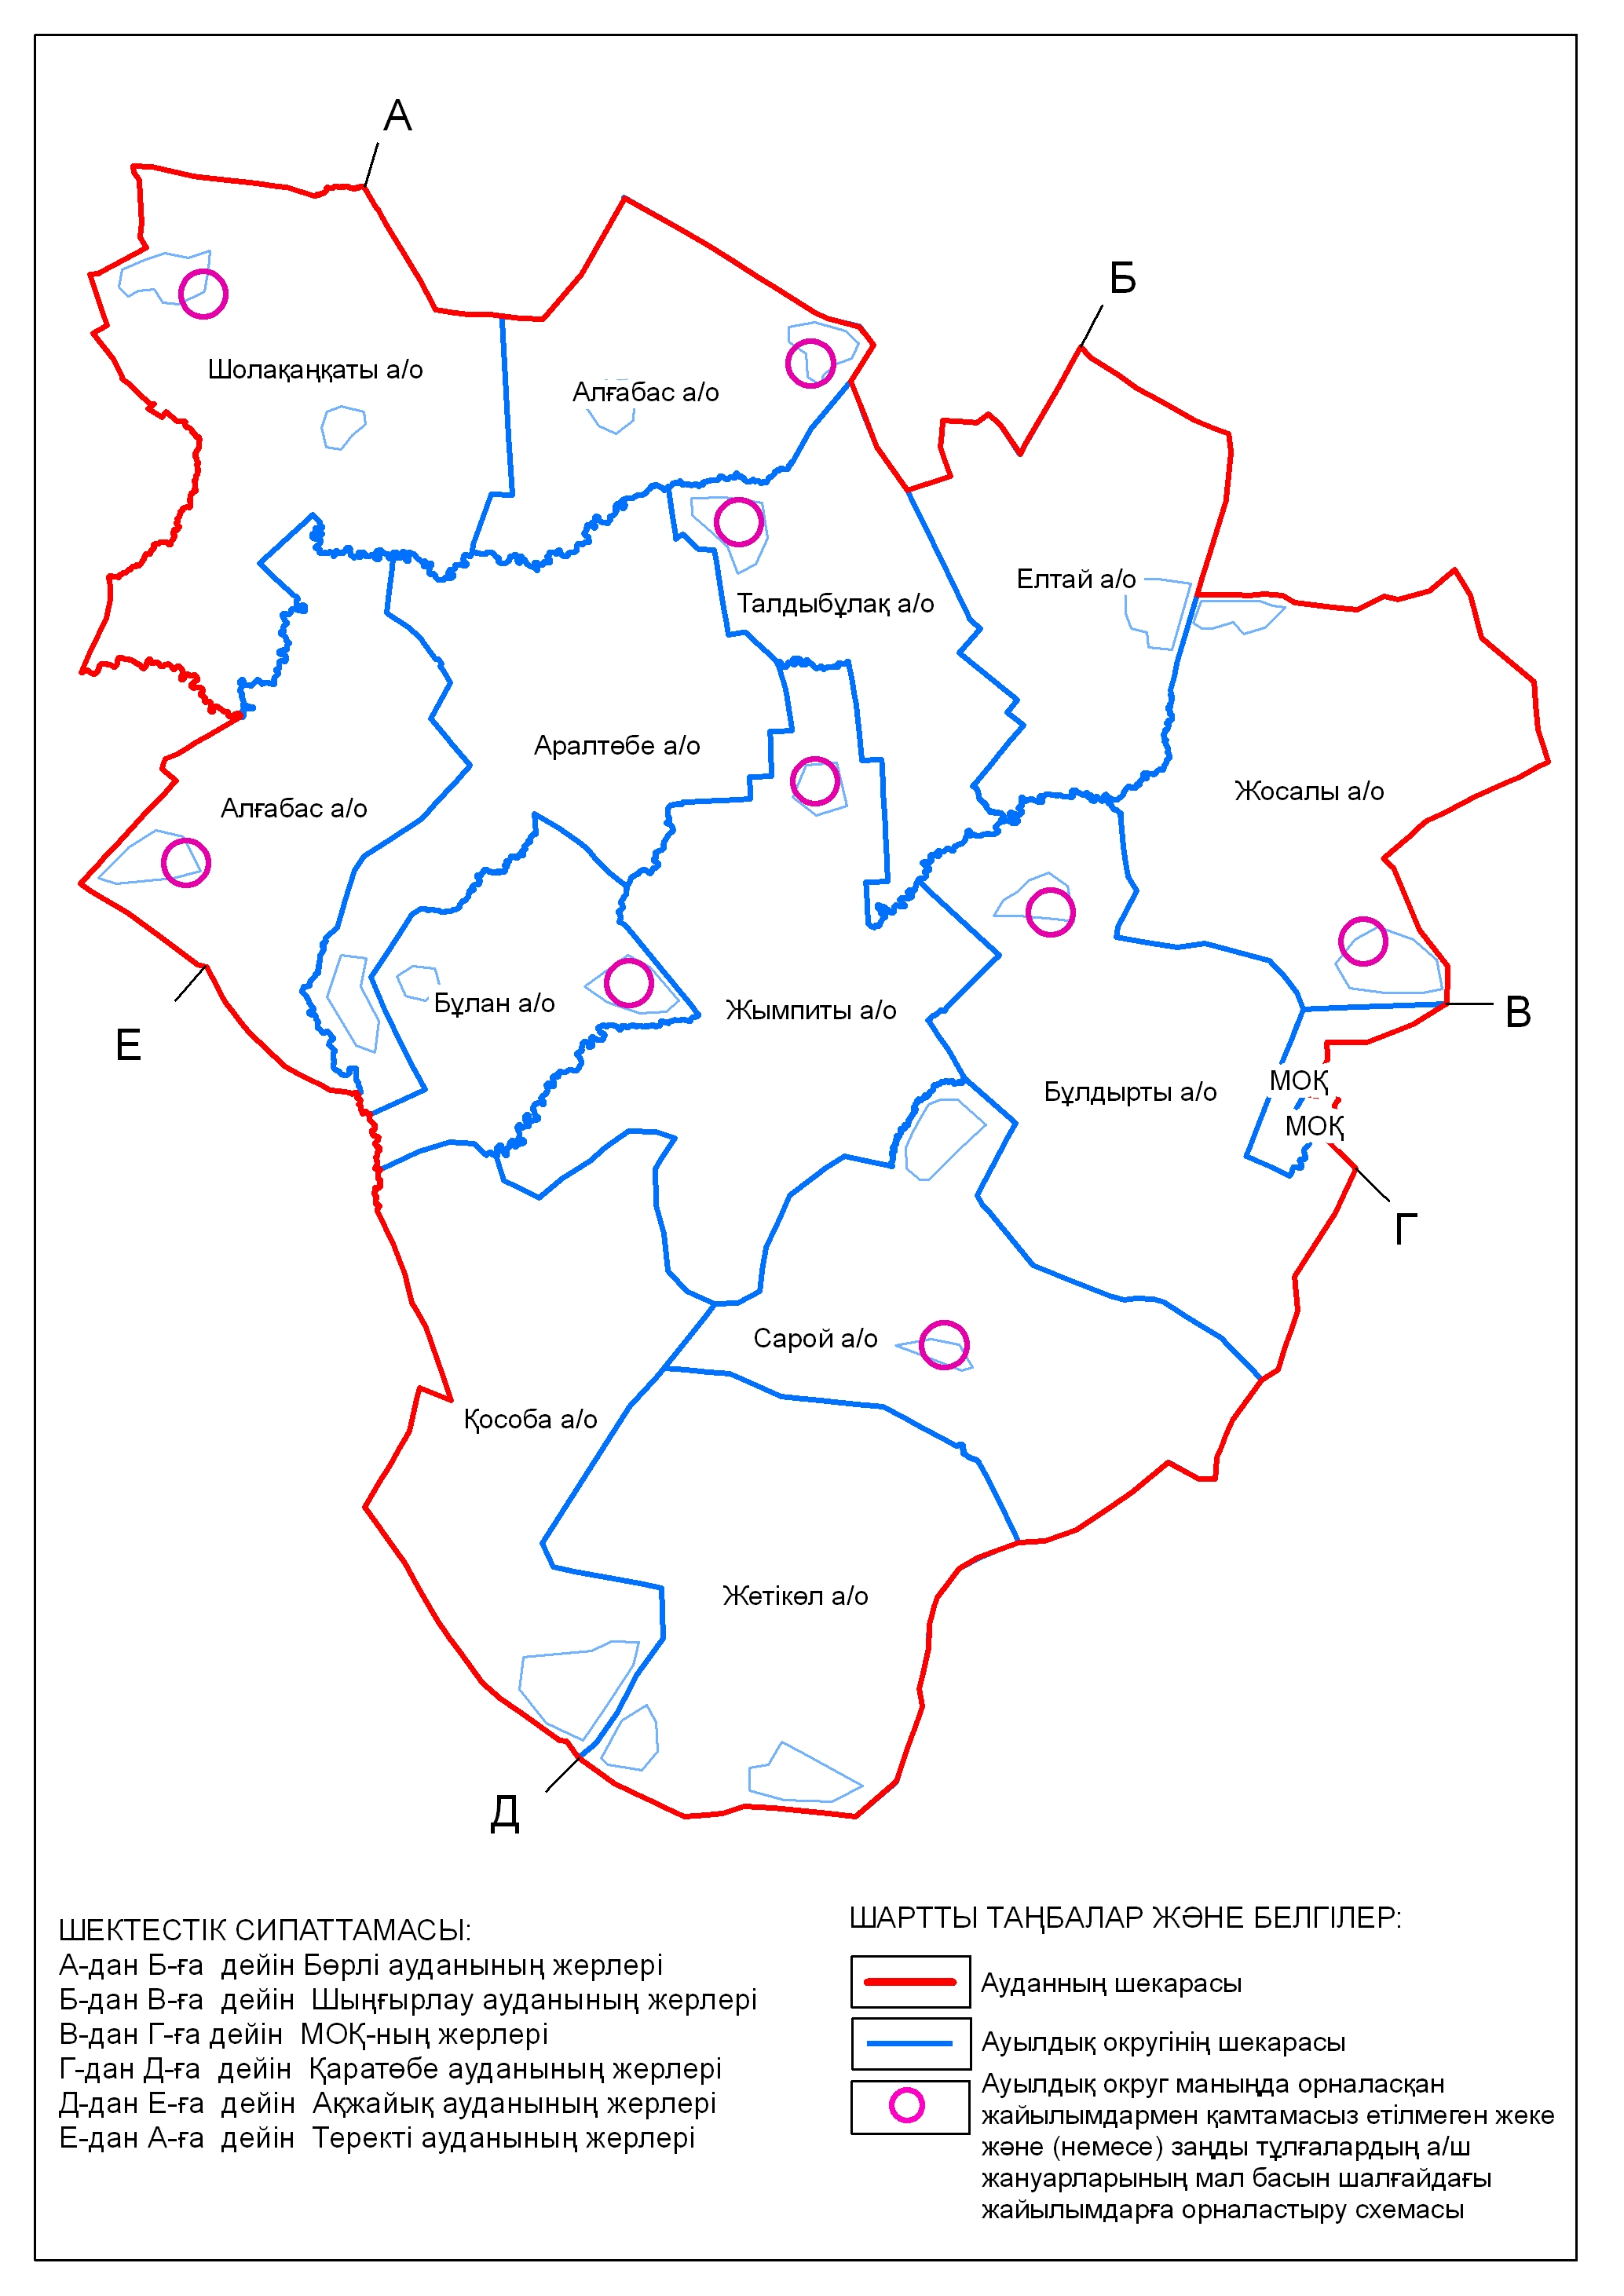 А
Б
Шолақаңқаты а/о
Алғабас а/о
Елтай а/о
Талдыбұлақ а/о
Аралтөбе а/о
Жосалы а/о
Алғабас а/о
Бұлан а/о
Жымпиты а/о
В
Е
МОҚ
Бұлдырты а/о
МОҚ
Г
Сарой а/о
Қособа а/о
Жетікөл а/о
Д
ШЕКТЕСТІК СИПАТТАМАСЫ:
А-дан Б-ға дейін Бөрлі ауданының жерлері
Б-дан В-ға дейін Шыңғырлау ауданының жерлері
В-дан Г-ға дейін МОҚ-ның жерлері
Г-дан Д-ға дейін Қаратөбе ауданының жерлері
Д-дан Е-ға дейін Ақжайық ауданының жерлері
Е-дан А-ға дейін Теректі ауданының жерлері
ШАРТТЫ ТАҢБАЛАР ЖӘНЕ БЕЛГІЛЕР:
Ауданның шекарасы
Ауылдық округінің шекарасы
Ауылдық округ маныңда орналасқан
жайылымдармен қамтамасыз етілмеген жеке
және (немесе) заңды тұлғалардың а/ш
жануарларының мал басын шалғайдағы
жайылымдарға орналастыру схемасы